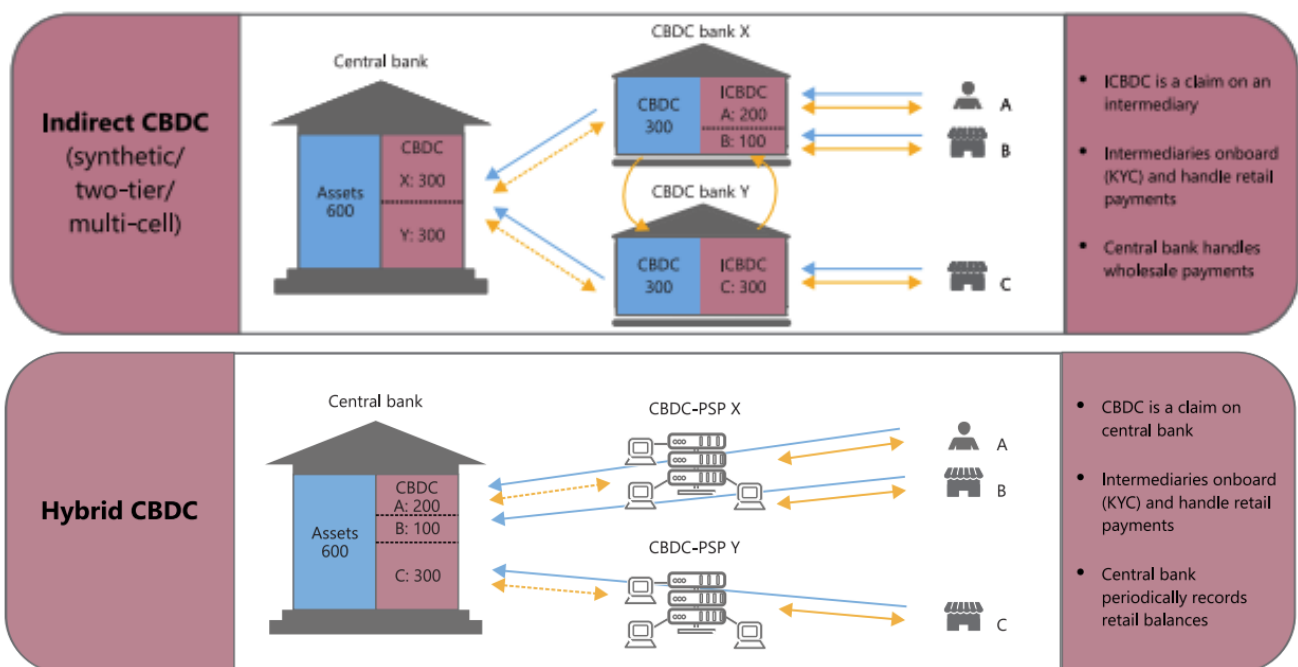 Indirect CBDC
(synthetic/
two-tier/
multi-cell)
Central bank
Assets
600
CBDC
X: 300
Y: 300
CBDC bank X
CBDC
300
ICBDC
A: 200
B: 100
CBDC bank Y
CBDC
300
ICBDC
C: 300
A
B
C
• ICBDC is a claim on an
intermediary
• Intermediaries onboard
(KYC) and handle retail
payments
• Central bank handles
wholesale payments
Hybrid CBDC
Central bank
Assets
600
CBDC
A: 200
B: 100
C: 300
CBDC-PSP X
CBDC-PSP Y
A
B
C
• CBDC is a claim on
central bank
• Intermediaries onboard
(KYC) and handle retail
payments
• Central bank
periodically records
retail balances